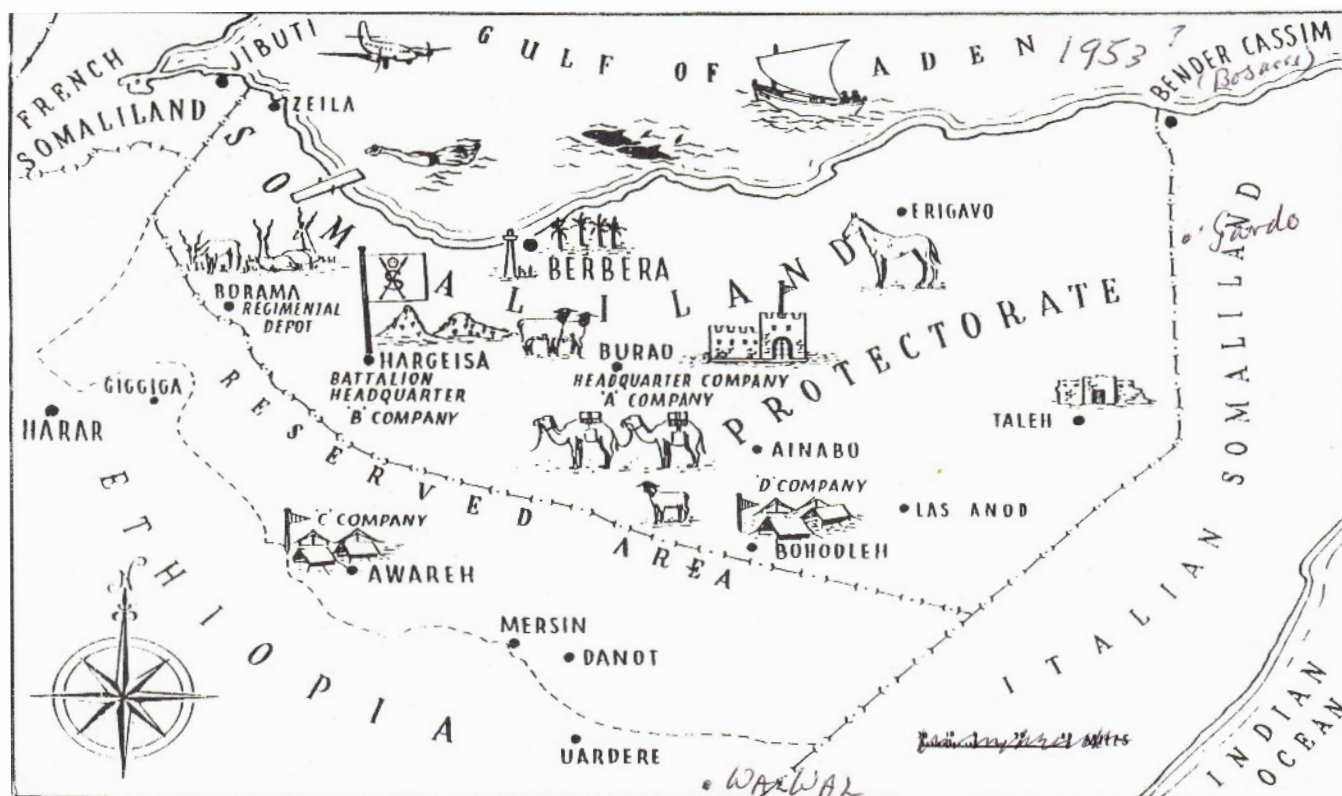 FRENCH
SOMALILAND
JIBUTI
ZEILA
GULF OF ADEN
1953 ?
BENDER CASSIM
SOMALILAND
PROTECTORATE
ERIGAVO
Gardo
BERBERA
BORAMA
REGIMENTAL
DEPOT
HARGEISA
BATTALION
HEADQUARTER
'B' COMPANY
BURAO
HEADQUARTER COMPANY
'A' COMPANY
GIGGIGA
HARAR
RESERVED AREA
TALEH
AINABO
'D' COMPANY
LAS ANOD
BOHODLEH
'C' COMPANY
AWAREH
ETHIOPIA
MERSIN
DANOT
UARDERE
WALWAL
ITALIAN SOMALILAND
MILES
INDIAN
OCEAN